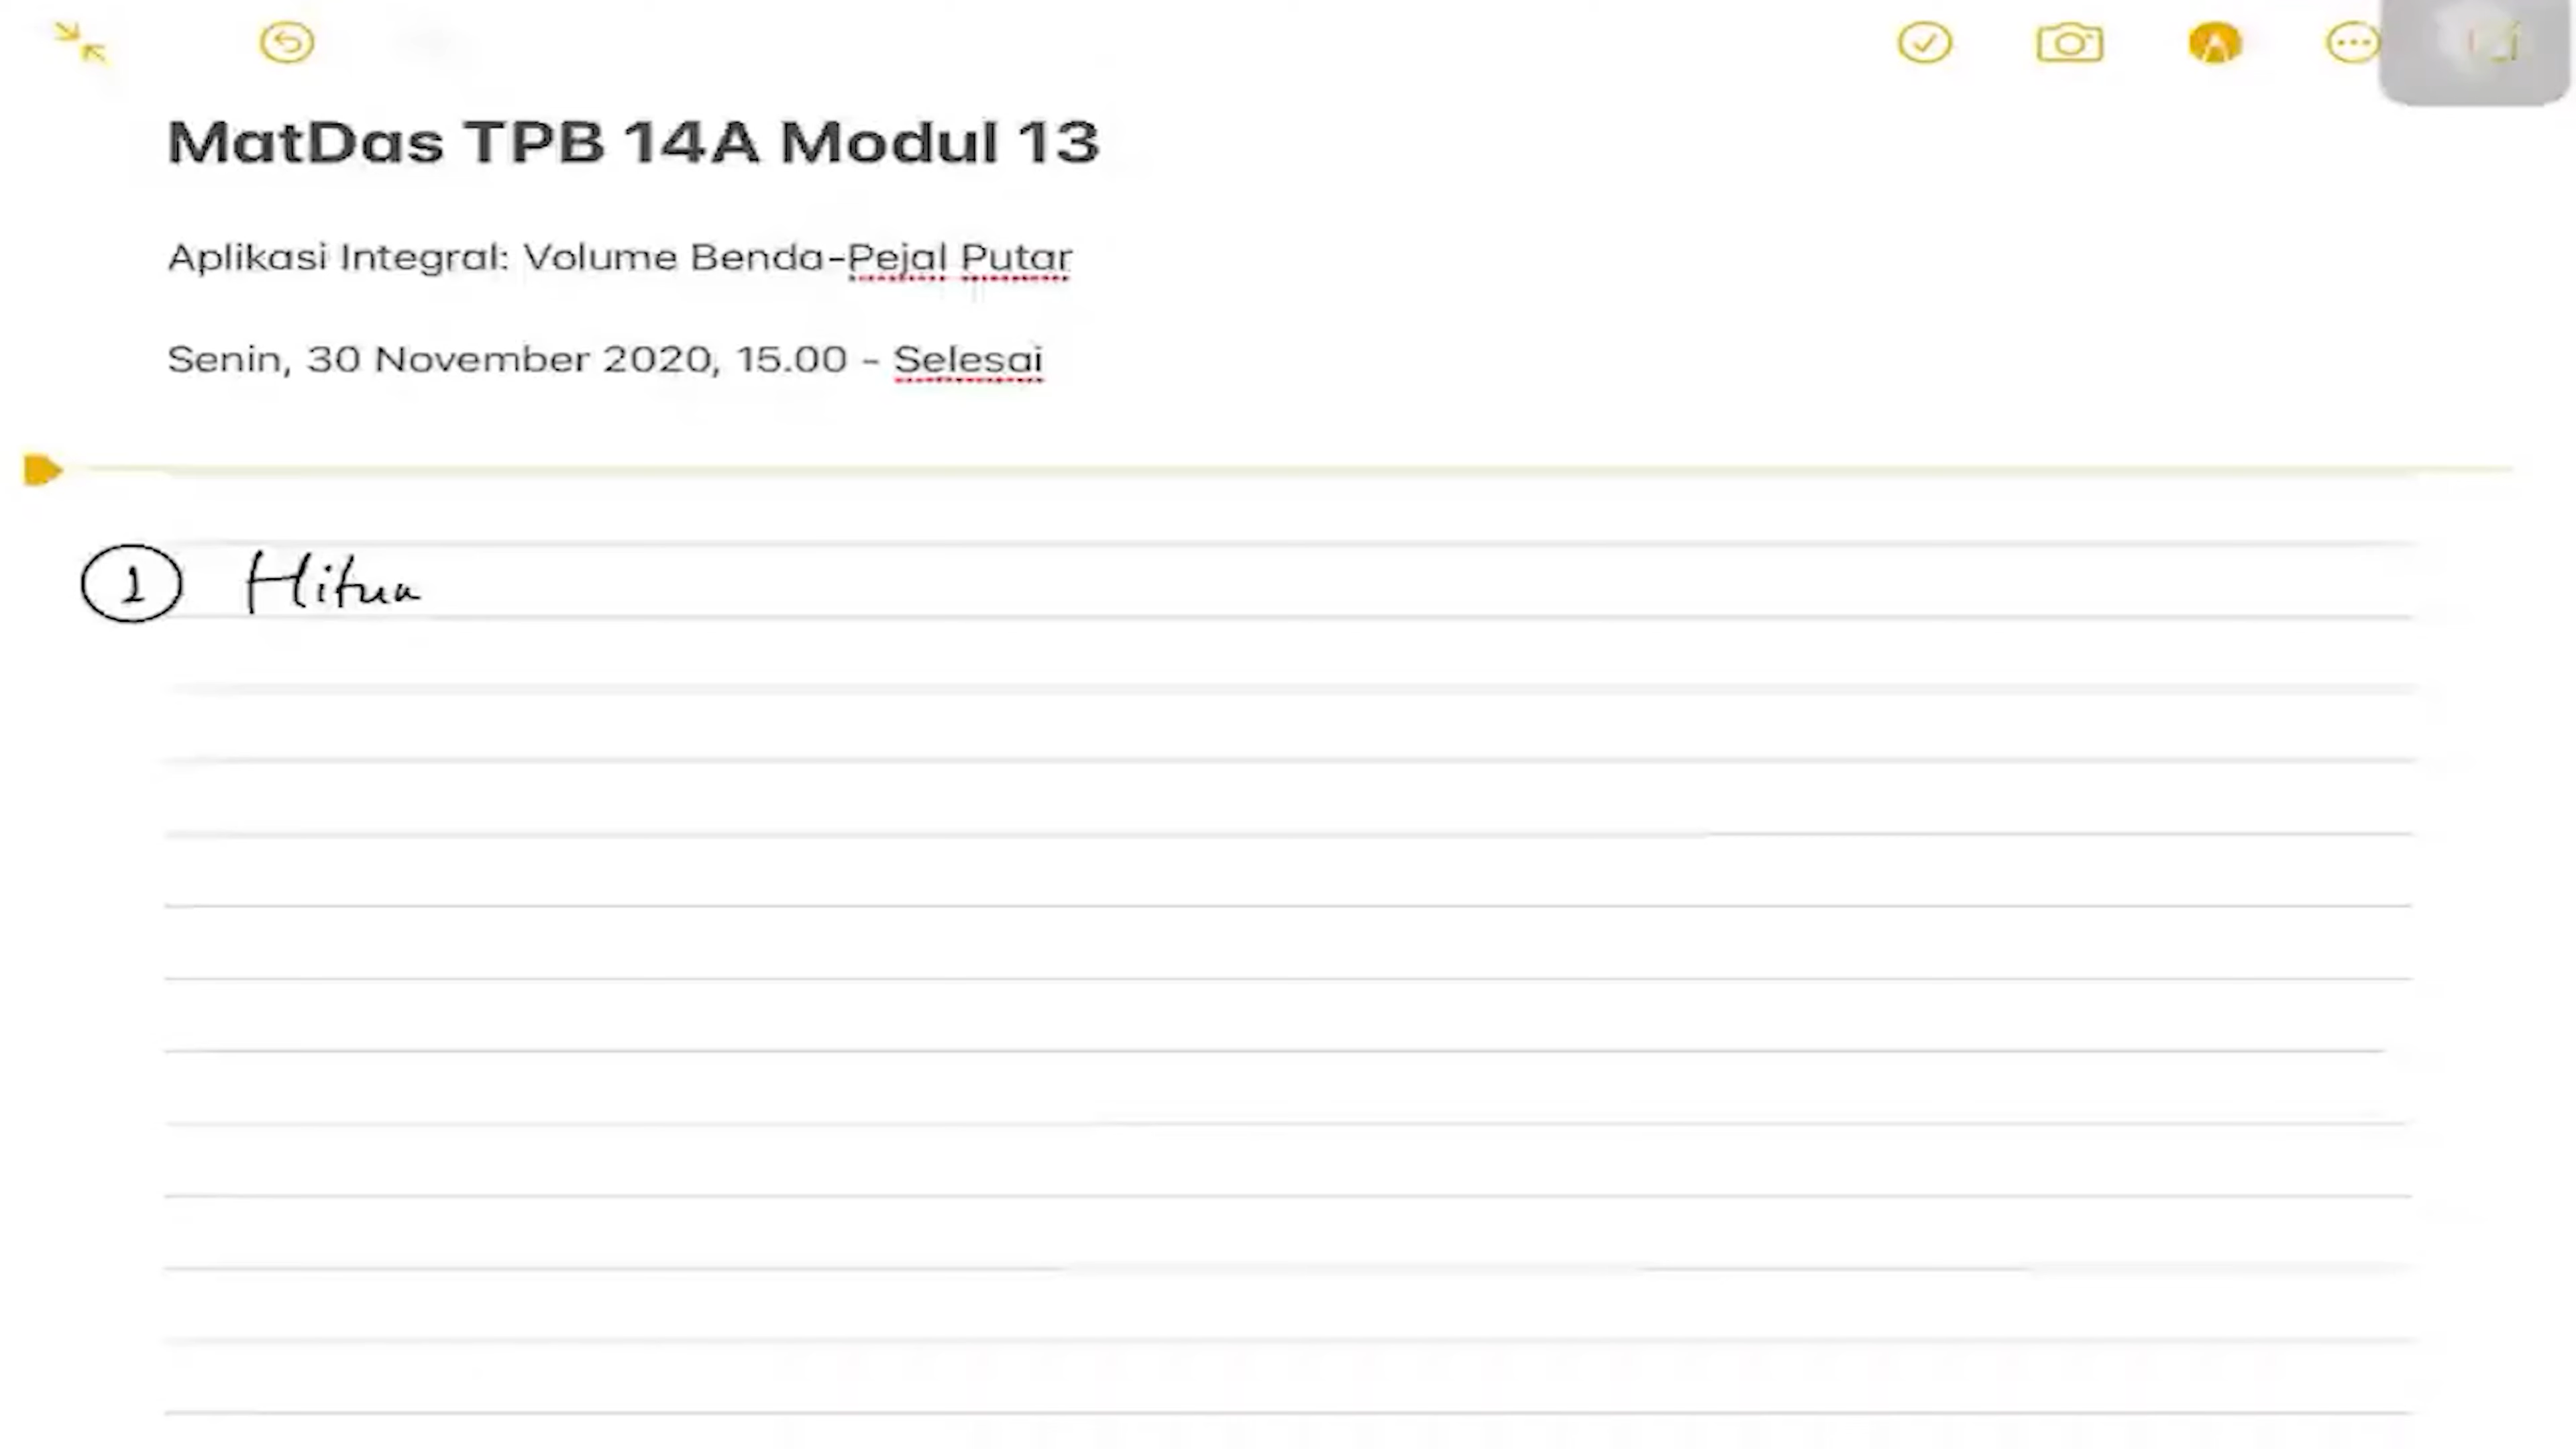 MatDas TPB 14A Modul 13
Aplikasi Integral: Volume Benda-Pejal Putar
Senin, 30 November 2020, 15.00 - Selesai
1 Hitun